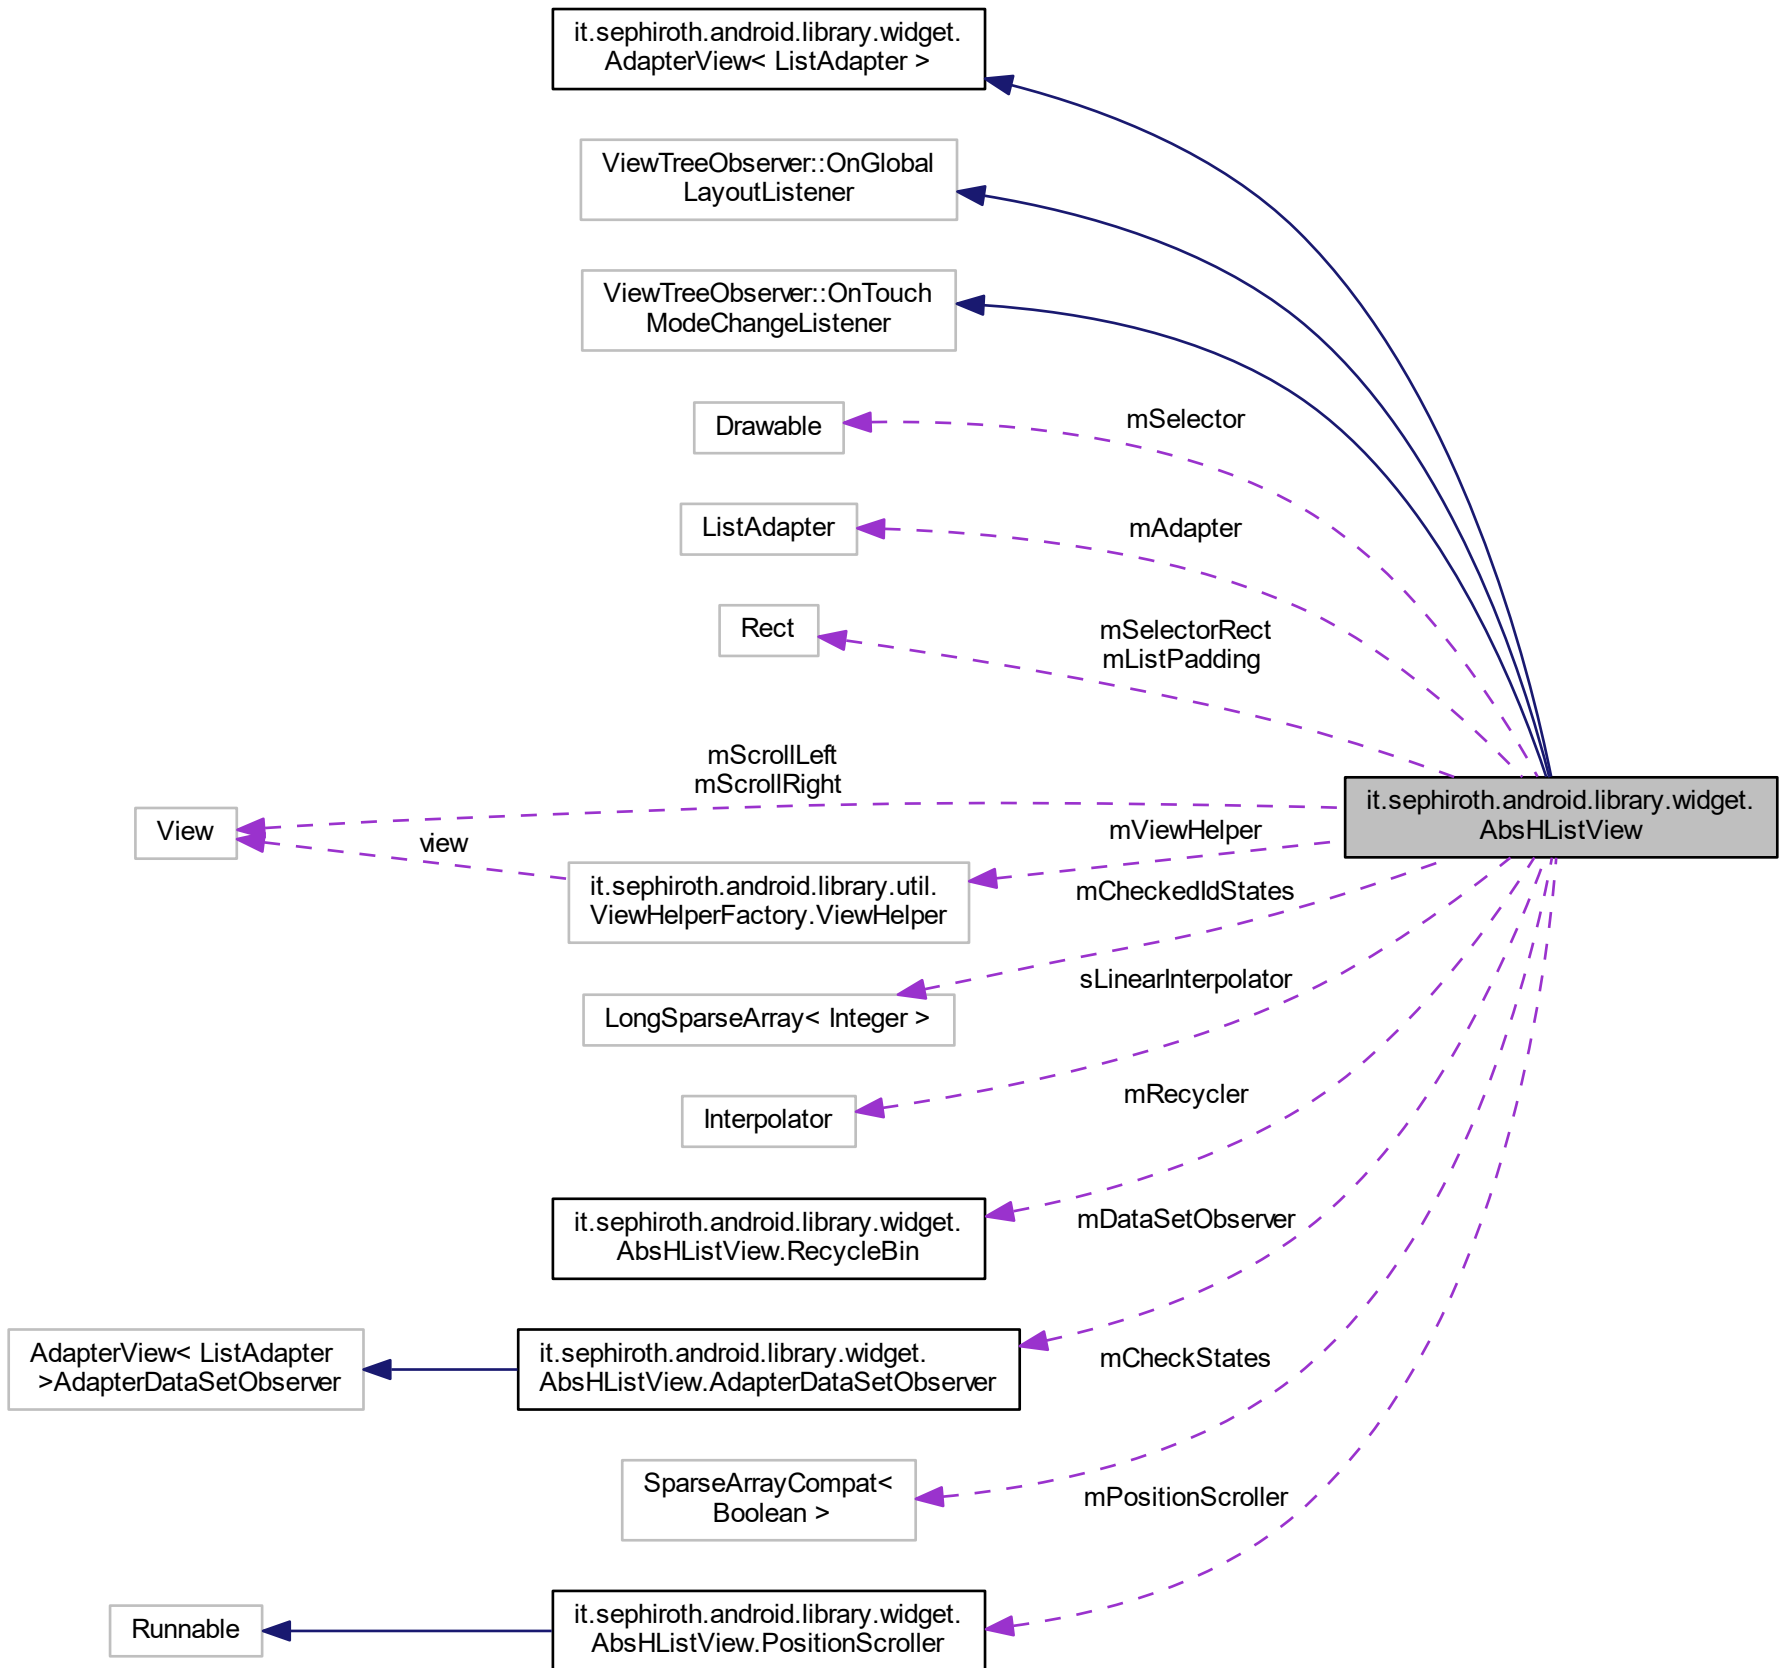 it.sephiroth.android.library.widget.
AdapterView< ListAdapter >
ViewTreeObserver::OnGlobal
LayoutListener
ViewTreeObserver::OnTouch
ModeChangeListener
Drawable
mSelector
ListAdapter
mAdapter
Rect
mSelectorRect
mListPadding
mScrollLeft
mScrollRight
View
view
it.sephiroth.android.library.util.
ViewHelperFactory.ViewHelper
mViewHelper
it.sephiroth.android.library.widget.
AbsHListView
mCheckedIdStates
LongSparseArray< Integer >
sLinearInterpolator
Interpolator
mRecycler
it.sephiroth.android.library.widget.
AbsHListView.RecycleBin
mDataSetObserver
AdapterView< ListAdapter
>AdapterDataSetObserver
it.sephiroth.android.library.widget.
AbsHListView.AdapterDataSetObserver
mCheckStates
SparseArrayCompat<
Boolean >
mPositionScroller
Runnable
it.sephiroth.android.library.widget.
AbsHListView.PositionScroller